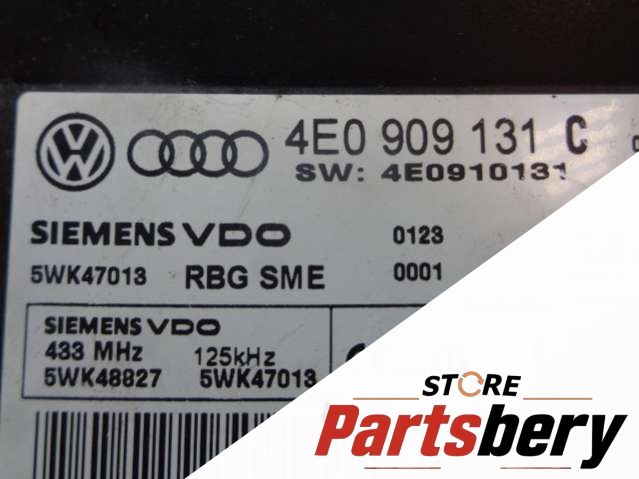 4E0 909 131 C
SW: 4E0910131
SIEMENS VDO 0123
5WK47013 RBG SME 0001
SIEMENS VDO
433 MHz 125kHz
5WK48827 5WK47013
STORE
Partsbery